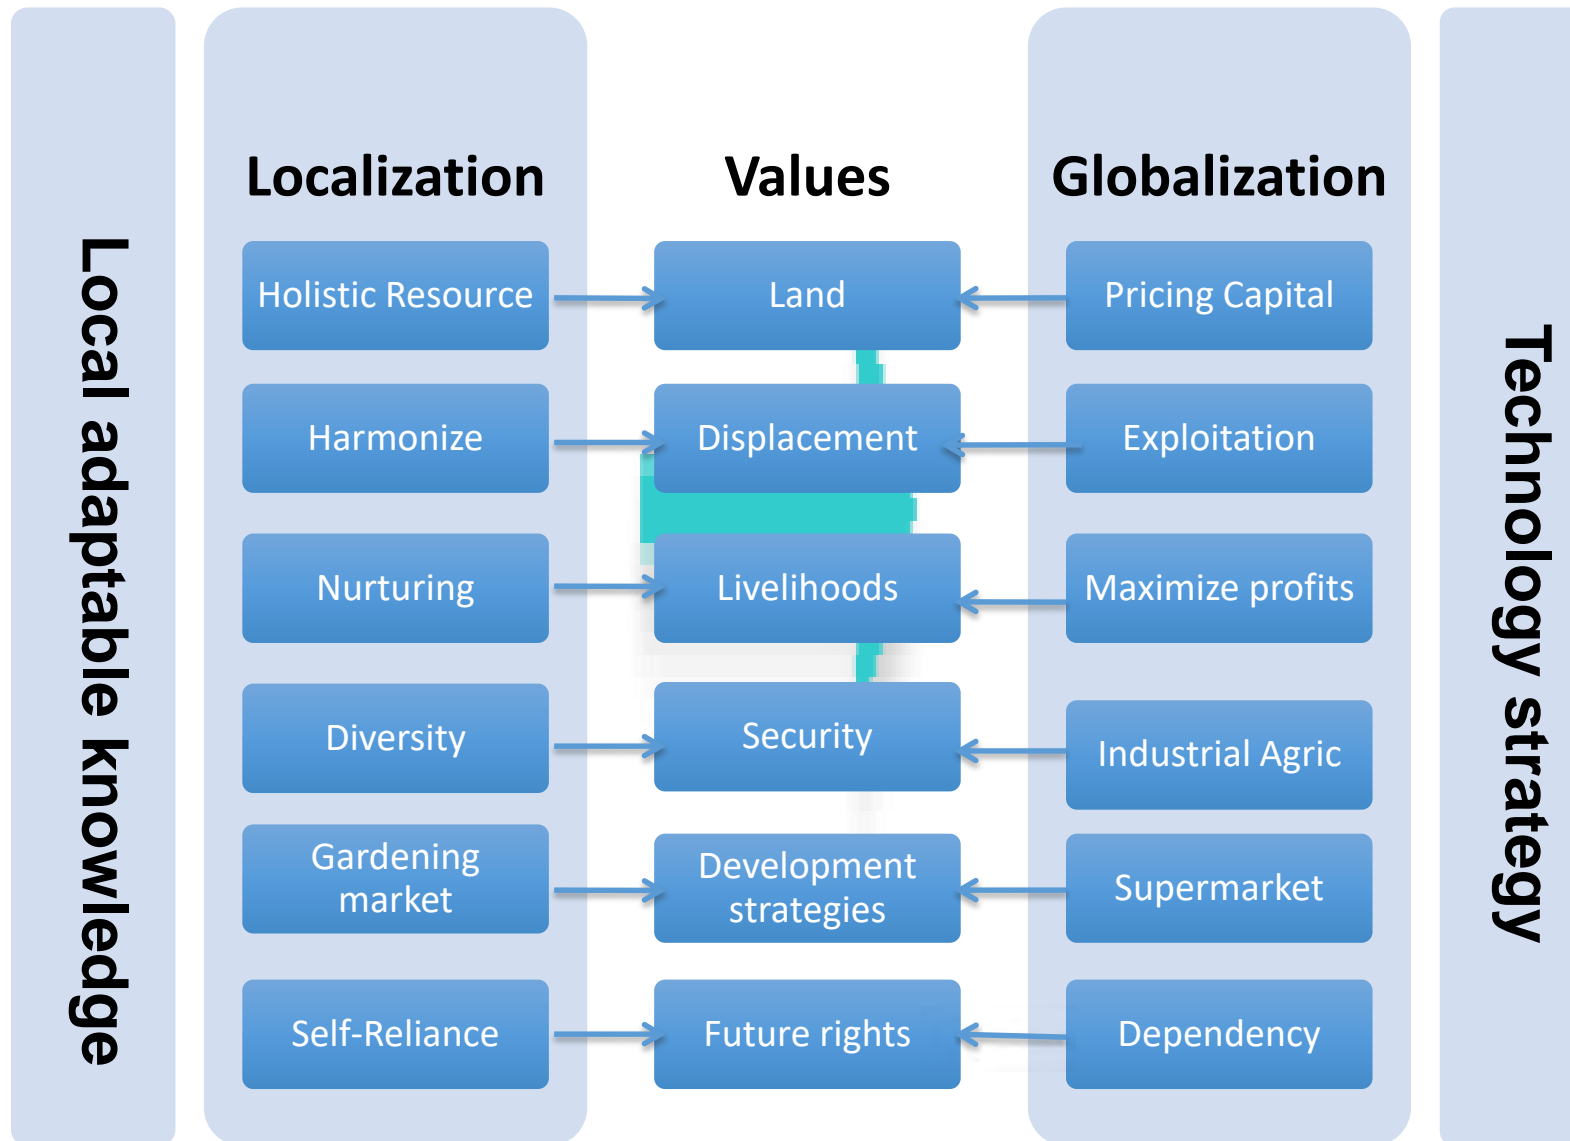 Local adaptable knowledge
Localization
Values
Globalization
Technology strategy
Holistic Resource
Land
Pricing Capital
Harmonize
Displacement
Exploitation
Nurturing
Livelihoods
Maximize profits
Diversity
Security
Industrial Agric
Gardening
market
Development
strategies
Supermarket
Self-Reliance
Future rights
Dependency